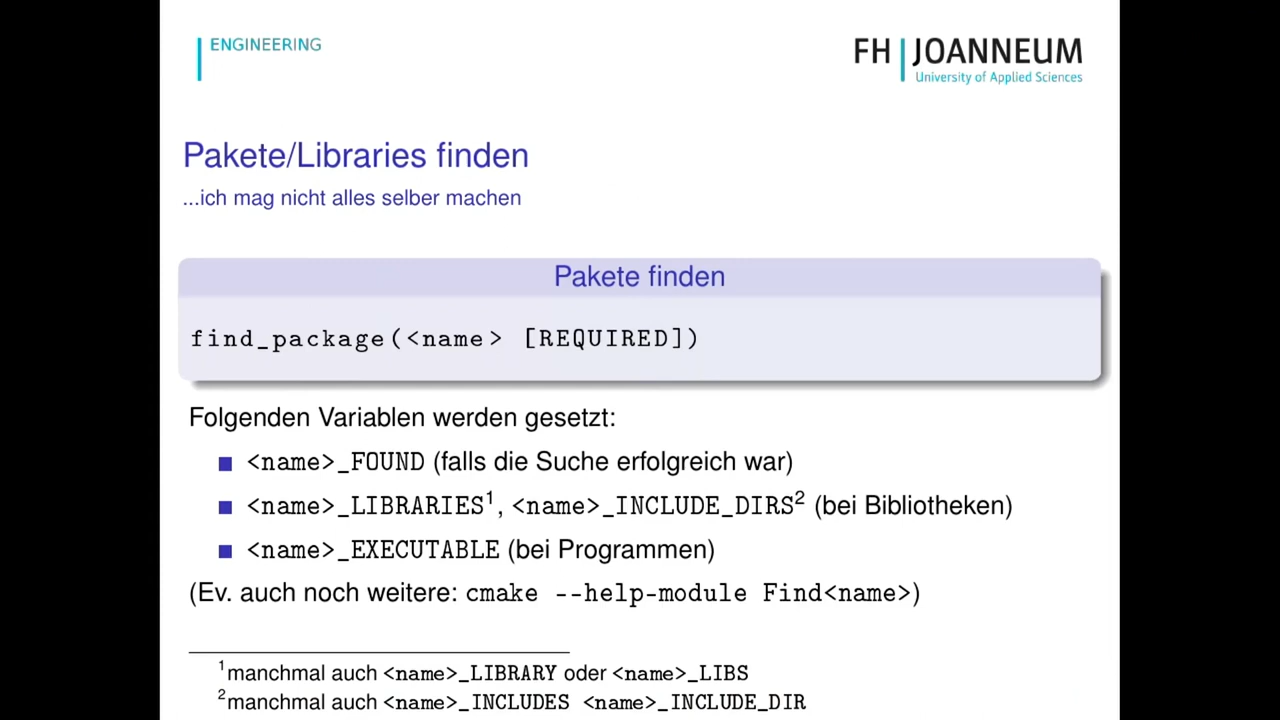 ENGINEERING
FH JOANNEUM
University of Applied Sciences
Pakete/Libraries finden
...ich mag nicht alles selber machen
Pakete finden
find_package(<name> [REQUIRED])
Folgenden Variablen werden gesetzt:
<name>_FOUND (falls die Suche erfolgreich war)
<name>_LIBRARIES¹, <name>_INCLUDE_DIRS² (bei Bibliotheken)
<name>_EXECUTABLE (bei Programmen)
(Ev. auch noch weitere: cmake --help-module Find<name>)
¹manchmal auch <name>_LIBRARY oder <name>_LIBS
²manchmal auch <name>_INCLUDES <name>_INCLUDE_DIR